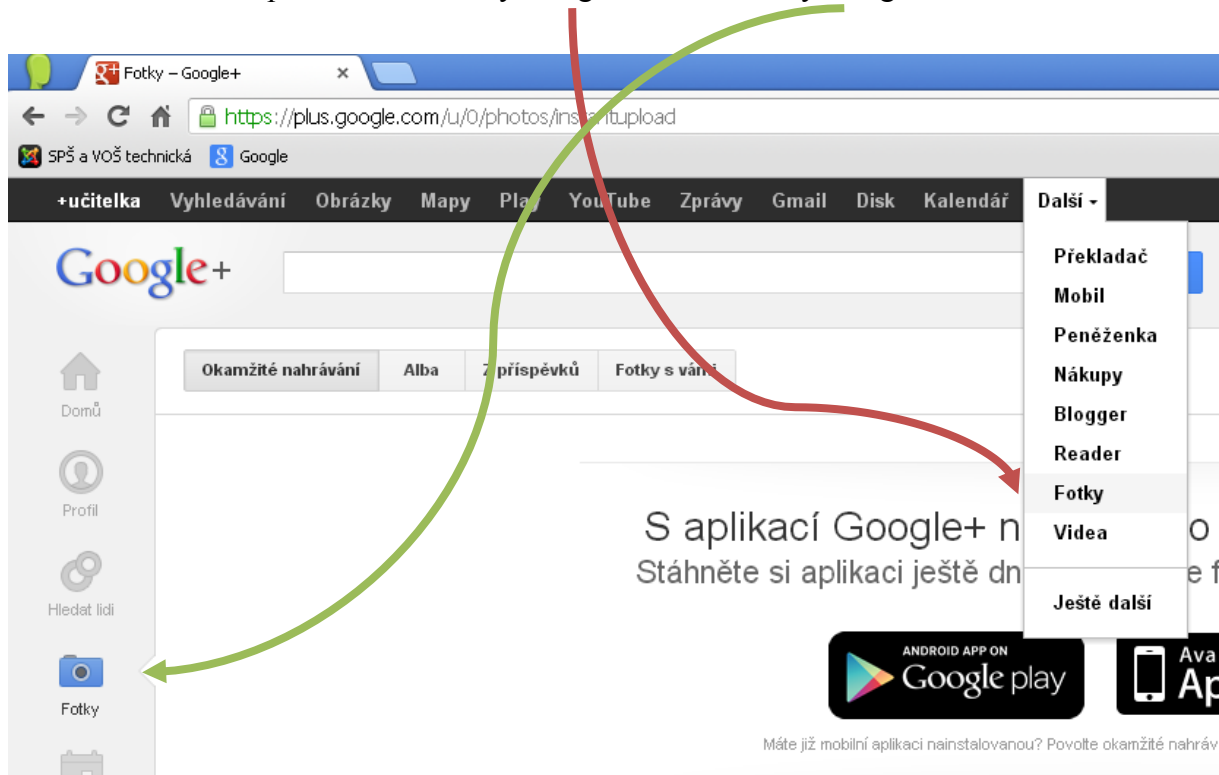 Fotky – Google+
https://plus.google.com/u/0/photos/instantupload
SPŠ a VOŠ technická Google
+učitelka Vyhledávání Obrázky Mapy Play YouTube Zprávy Gmail Disk Kalendář Další
Google+
Překladač
Mobil
Peněženka
Nákupy
Blogger
Reader
Fotky
Videa
Ještě další
Okamžité nahrávání Alba Z příspěvků Fotky s vámi
Domů
Profil
Hledat lidi
Fotky
S aplikací Google+ n
Stáhněte si aplikaci ještě dn
ANDROID APP ON
Google play
Ava
Ap
Máte již mobilní aplikaci nainstalovanou? Povolte okamžité nahráv